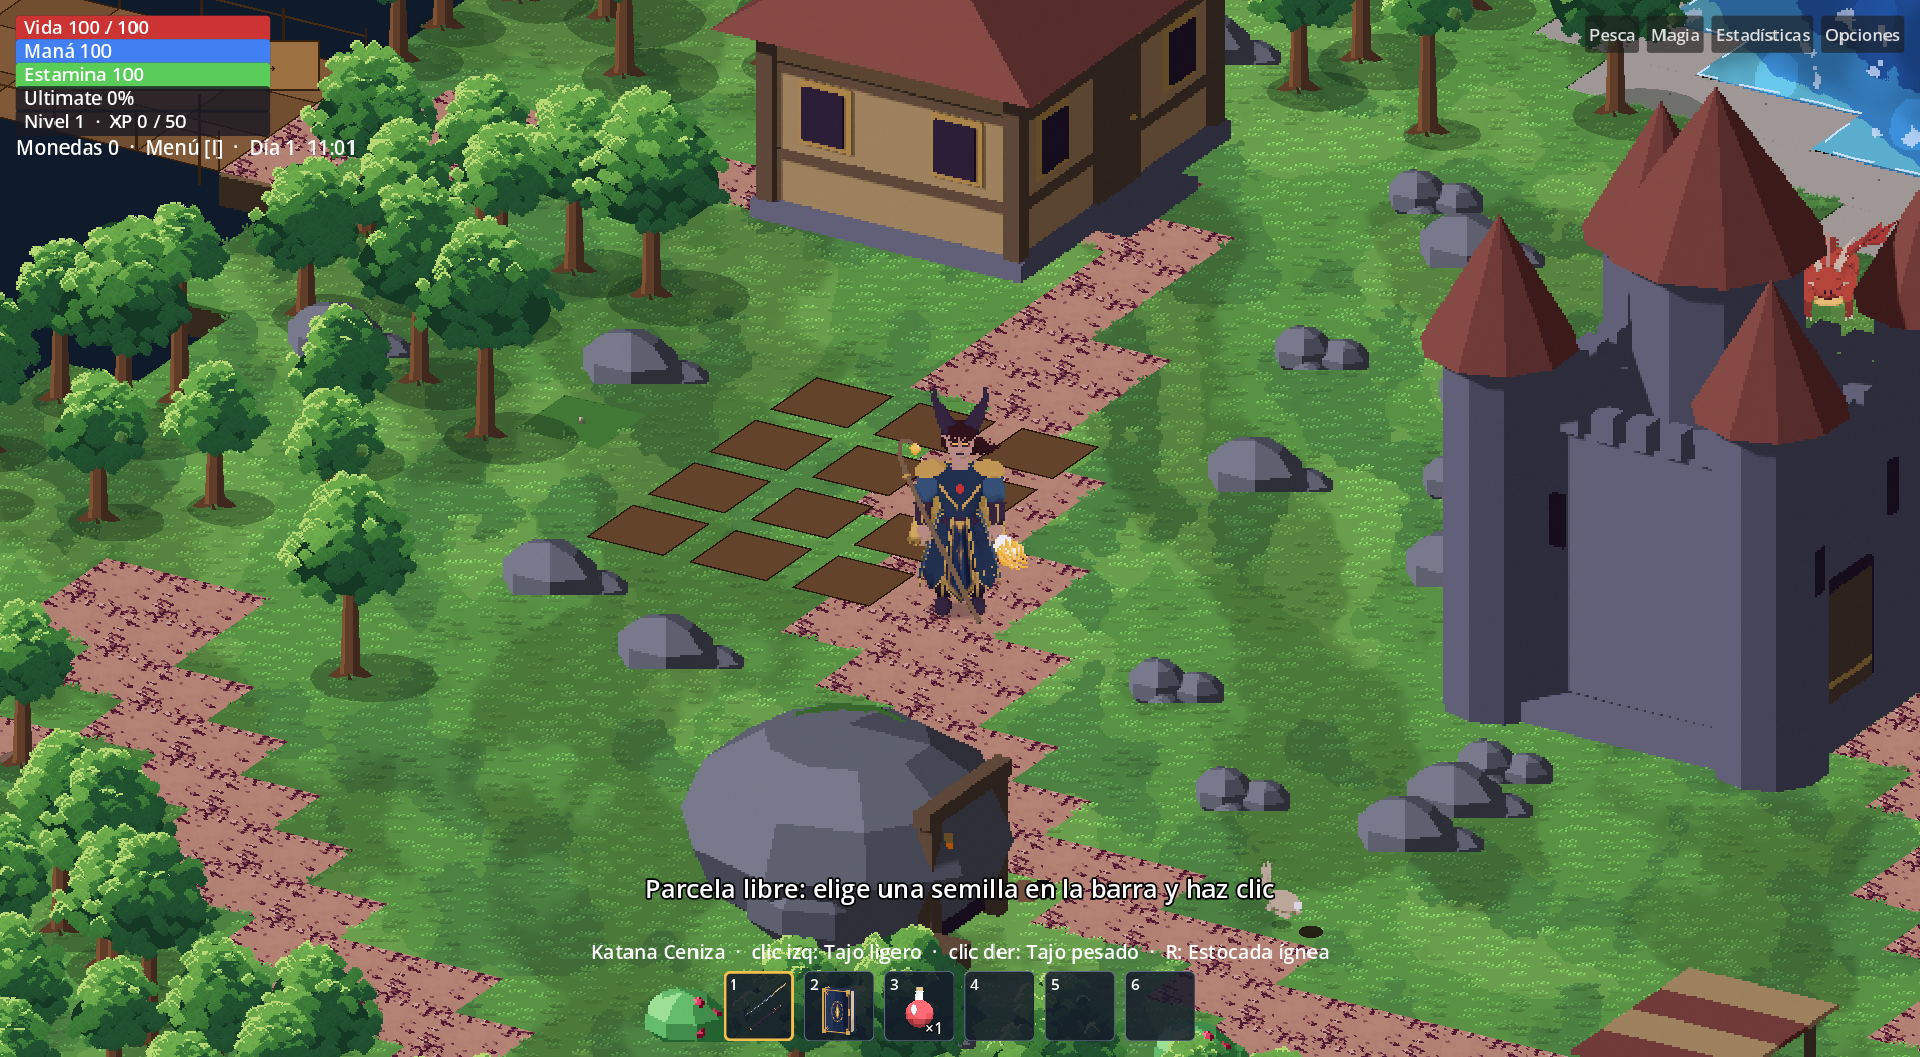 Vida 100 / 100
Maná 100
Estamina 100
Ultimate 0%
Nivel 1 · XP 0 / 50
Monedas 0 · Menú [I] · Día 1 11:01
Pesca Magia Estadísticas Opciones
Parcela libre: elige una semilla en la barra y haz clic
Katana Ceniza · clic izq: Tajo ligero · clic der: Tajo pesado · R: Estocada ígnea
1 2 3 4 5 6
×1